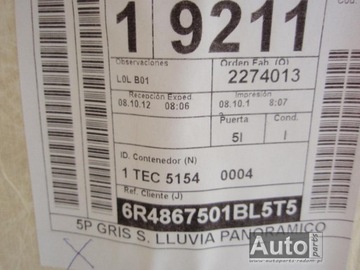 1 9211
Observaciones Orden Fab. (O)
L0L B01 2274013
Recepción Exped. Impresión
08.10.12 08:06 08.10.1 8:07
2
Puerta Cond.
5I I
ID. Contenedor (N)
1 TEC 5154 0004
Ref. Cliente (J)
6R4867501BL5T5
5P GRIS S. LLUVIA PANORAMICO
Auto parts